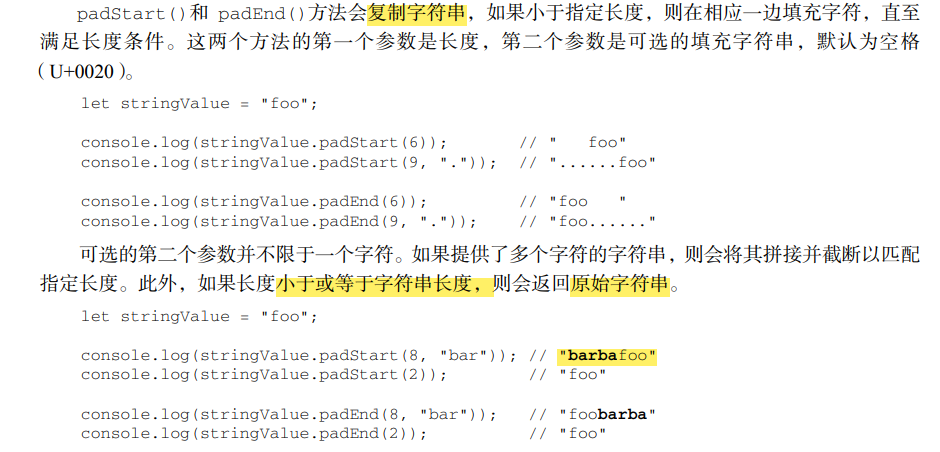 padStart()和 padEnd()方法会复制字符串，如果小于指定长度，则在相应一边填充字符，直至
满足长度条件。这两个方法的第一个参数是长度，第二个参数是可选的填充字符串，默认为空格
（U+0020）。
let stringValue = "foo";
console.log(stringValue.padStart(6));       // "   foo"
console.log(stringValue.padStart(9, "."));  // "......foo"
console.log(stringValue.padEnd(6));         // "foo   "
console.log(stringValue.padEnd(9, "."));    // "foo......"
可选的第二个参数并不限于一个字符。如果提供了多个字符的字符串，则会将其拼接并截断以匹配
指定长度。此外，如果长度小于或等于字符串长度，则会返回原始字符串。
let stringValue = "foo";
console.log(stringValue.padStart(8, "bar")); // "barbafoo"
console.log(stringValue.padStart(2));        // "foo"
console.log(stringValue.padEnd(8, "bar"));   // "foobarba"
console.log(stringValue.padEnd(2));          // "foo"